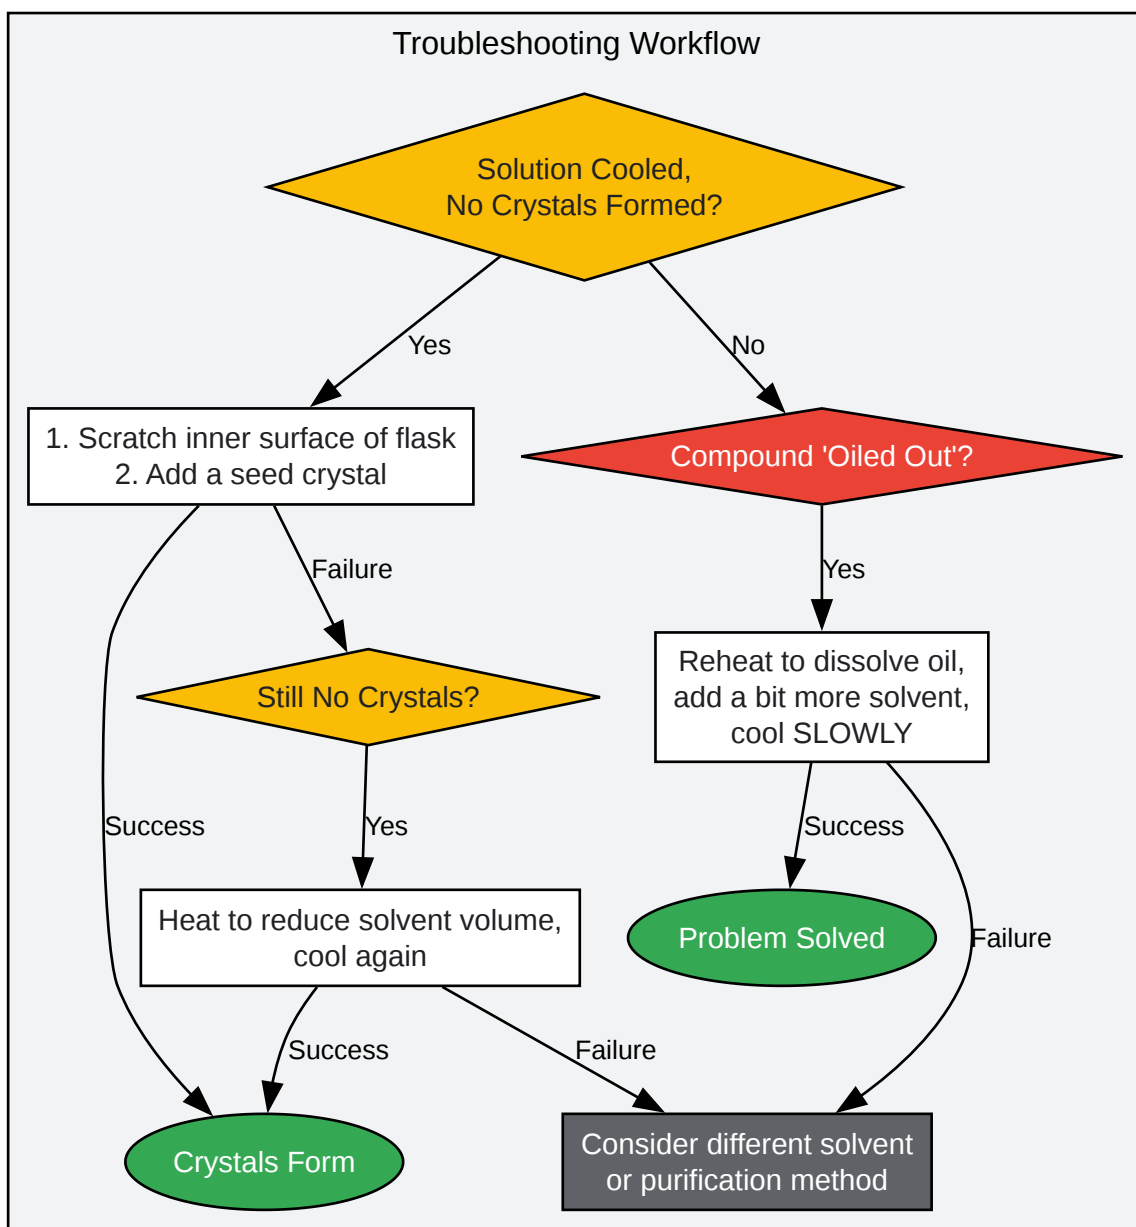 Troubleshooting Workflow
Solution Cooled,
No Crystals Formed?
Yes
No
1. Scratch inner surface of flask
2. Add a seed crystal
Compound 'Oiled Out'?
Failure
Yes
Still No Crystals?
Reheat to dissolve oil,
add a bit more solvent,
cool SLOWLY
Success
Yes
Success
Heat to reduce solvent volume,
cool again
Problem Solved
Failure
Success
Failure
Crystals Form
Consider different solvent
or purification method